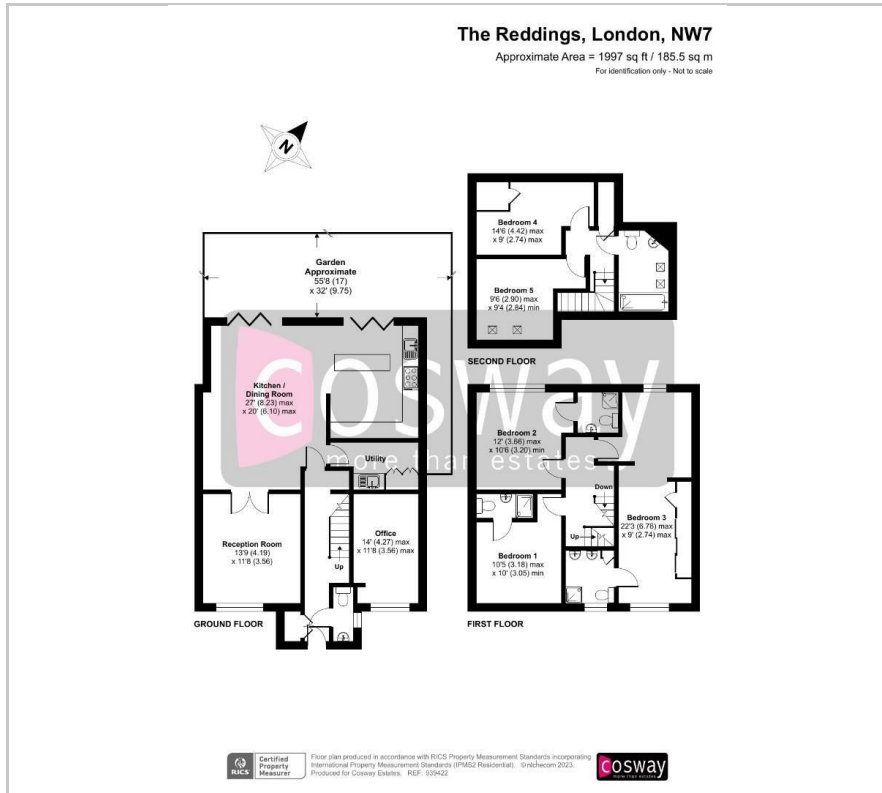 The Reddings, London, NW7
Approximate Area = 1997 sq ft / 185.5 sq m
For identification only - Not to scale
N
Garden
Approximate
55'8 (17)
x 32' (9.75)
Kitchen /
Dining Room
27' (8.23) max
x 20' (6.10) max
Utility
Reception Room
13'9 (4.19)
x 11'8 (3.56)
Up
Office
14' (4.27) max
x 11'8 (3.56) max
GROUND FLOOR
Bedroom 4
14'6 (4.42) max
x 9' (2.74) max
Bedroom 5
9'6 (2.90) max
x 9'4 (2.84) min
SECOND FLOOR
Bedroom 2
12' (3.66) max
x 10'6 (3.20) min
Down
Up
Bedroom 3
22'3 (6.76) max
x 9' (2.74) max
Bedroom 1
10'5 (3.18) max
x 10' (3.05) min
FIRST FLOOR
cosway
more than estates
RICS
Certified
Property
Measurer
Floor plan produced in accordance with RICS Property Measurement Standards incorporating
International Property Measurement Standards (IPMS2 Residential). ©nichecom 2023.
Produced for Cosway Estates. REF: 939422
cosway
more than estates